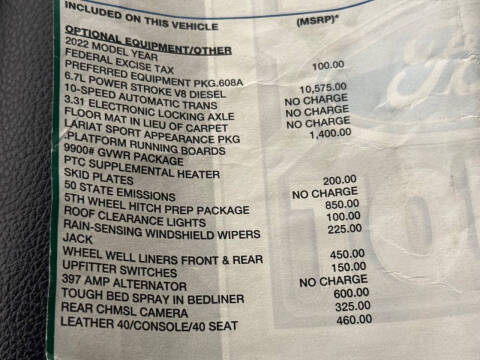 INCLUDED ON THIS VEHICLE (MSRP)*
OPTIONAL EQUIPMENT/OTHER
2022 MODEL YEAR
FEDERAL EXCISE TAX 100.00
PREFERRED EQUIPMENT PKG.608A
6.7L POWER STROKE V8 DIESEL 10,575.00
10-SPEED AUTOMATIC TRANS NO CHARGE
3.31 ELECTRONIC LOCKING AXLE NO CHARGE
FLOOR MAT IN LIEU OF CARPET NO CHARGE
LARIAT SPORT APPEARANCE PKG 1,400.00
.PLATFORM RUNNING BOARDS
9900# GVWR PACKAGE
PTC SUPPLEMENTAL HEATER
SKID PLATES 200.00
50 STATE EMISSIONS NO CHARGE
5TH WHEEL HITCH PREP PACKAGE 850.00
ROOF CLEARANCE LIGHTS 100.00
RAIN-SENSING WINDSHIELD WIPERS 225.00
JACK
WHEEL WELL LINERS FRONT & REAR 450.00
UPFITTER SWITCHES 150.00
397 AMP ALTERNATOR NO CHARGE
TOUGH BED SPRAY IN BEDLINER 600.00
REAR CHMSL CAMERA 325.00
LEATHER 40/CONSOLE/40 SEAT 460.00